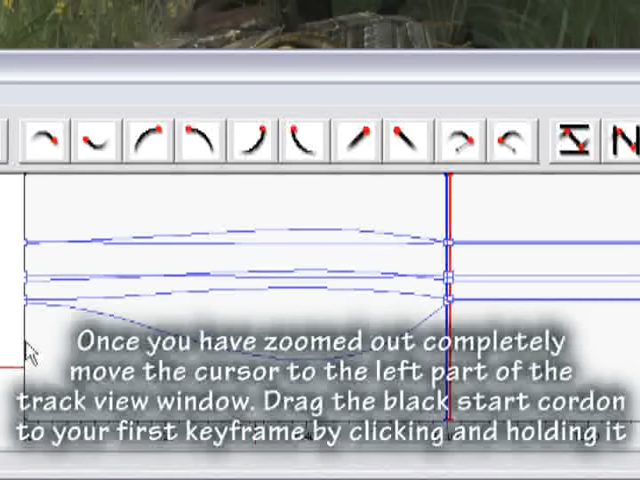 Once you have zoomed out completely
move the cursor to the left part of the
track view window. Drag the black start cordon
to your first keyframe by clicking and holding it